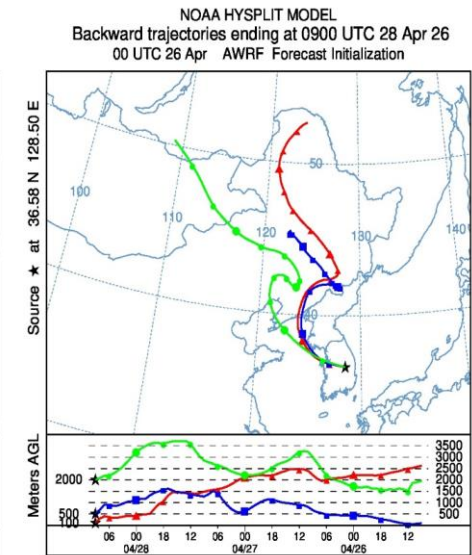 NOAA HYSPLIT MODEL
Backward trajectories ending at 0900 UTC 28 Apr 26
00 UTC 26 Apr AWRF Forecast Initialization
Source ★ at 36.58 N 128.50 E
50
100
110
120
130
140
40
Meters AGL
2000
500
100
3500
3000
2500
2000
1500
1000
500
06 00 18 12 06 00 18 12 06 00 18 12
04/28 04/27 04/26